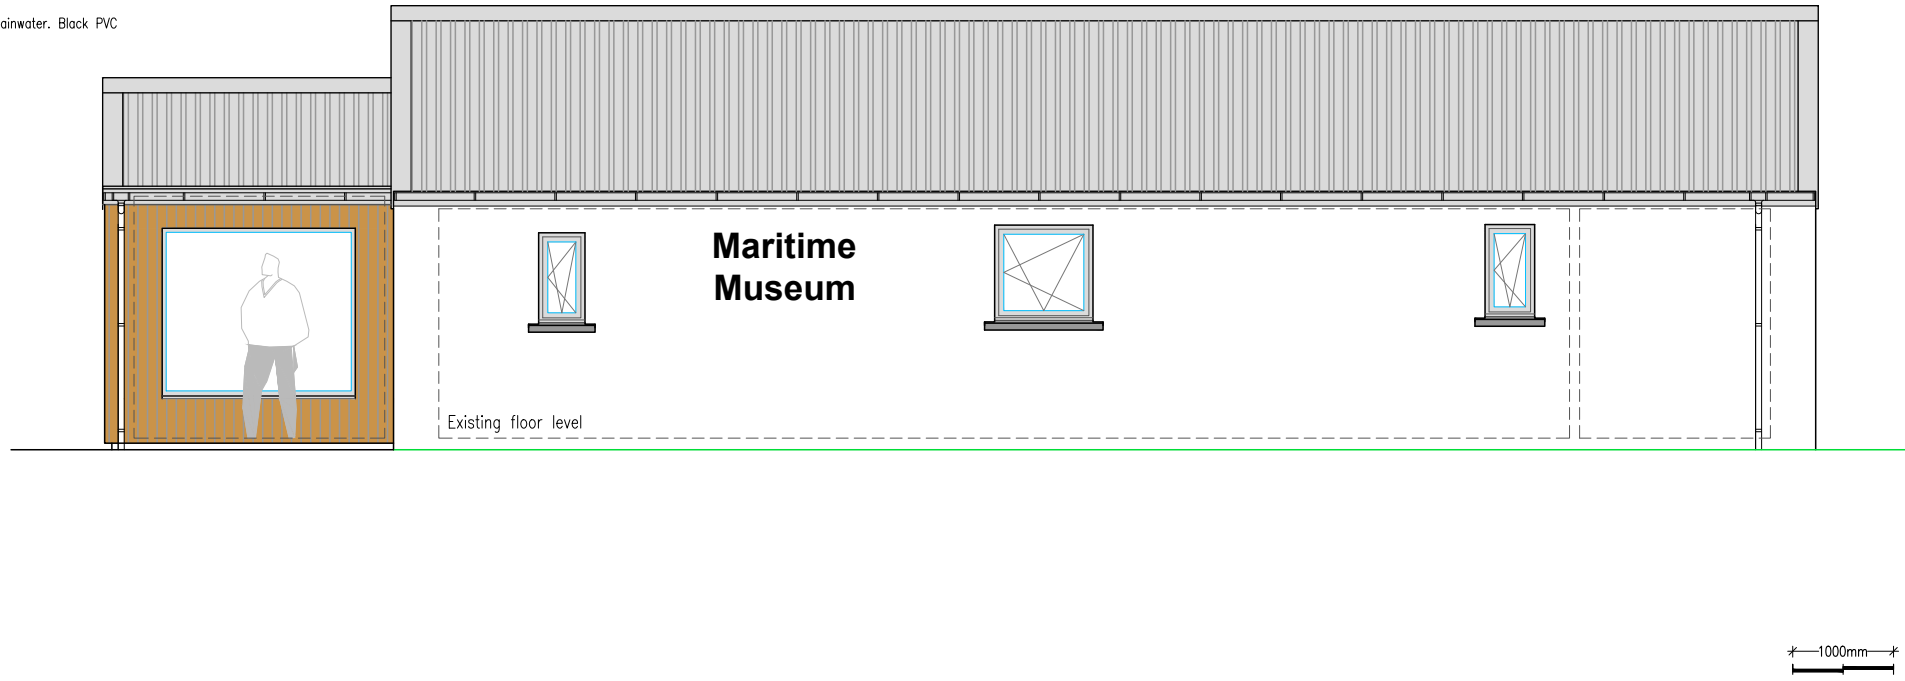 ainwater. Black PVC
Maritime
Museum
Existing floor level
1000mm